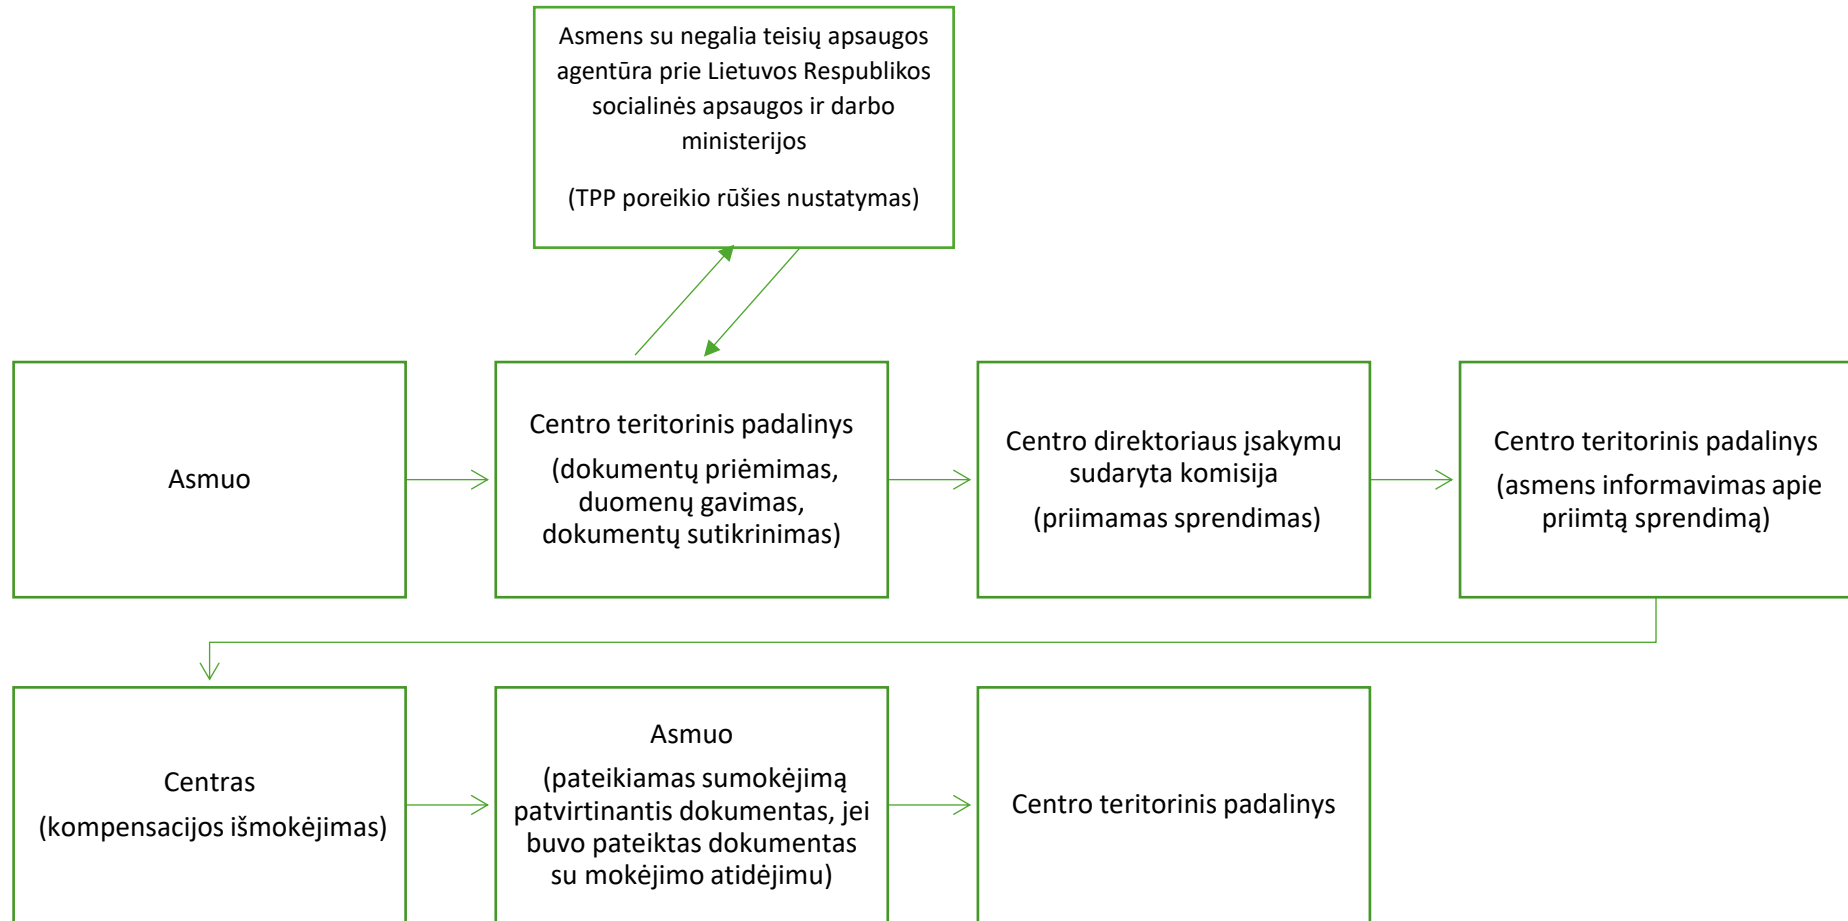 Asmens su negalia teisių apsaugos
agentūra prie Lietuvos Respublikos
socialinės apsaugos ir darbo
ministerijos
(TPP poreikio rūšies nustatymas)
Asmuo
Centro teritorinis padalinys
(dokumentų priėmimas,
duomenų gavimas,
dokumentų sutikrinimas)
Centro direktoriaus įsakymu
sudaryta komisija
(priimamas sprendimas)
Centro teritorinis padalinys
(asmens informavimas apie
priimtą sprendimą)
Centras
(kompensacijos išmokėjimas)
Asmuo
(pateikiamas sumokėjimą
patvirtinantis dokumentas, jei
buvo pateiktas dokumentas
su mokėjimo atidėjimu)
Centro teritorinis padalinys